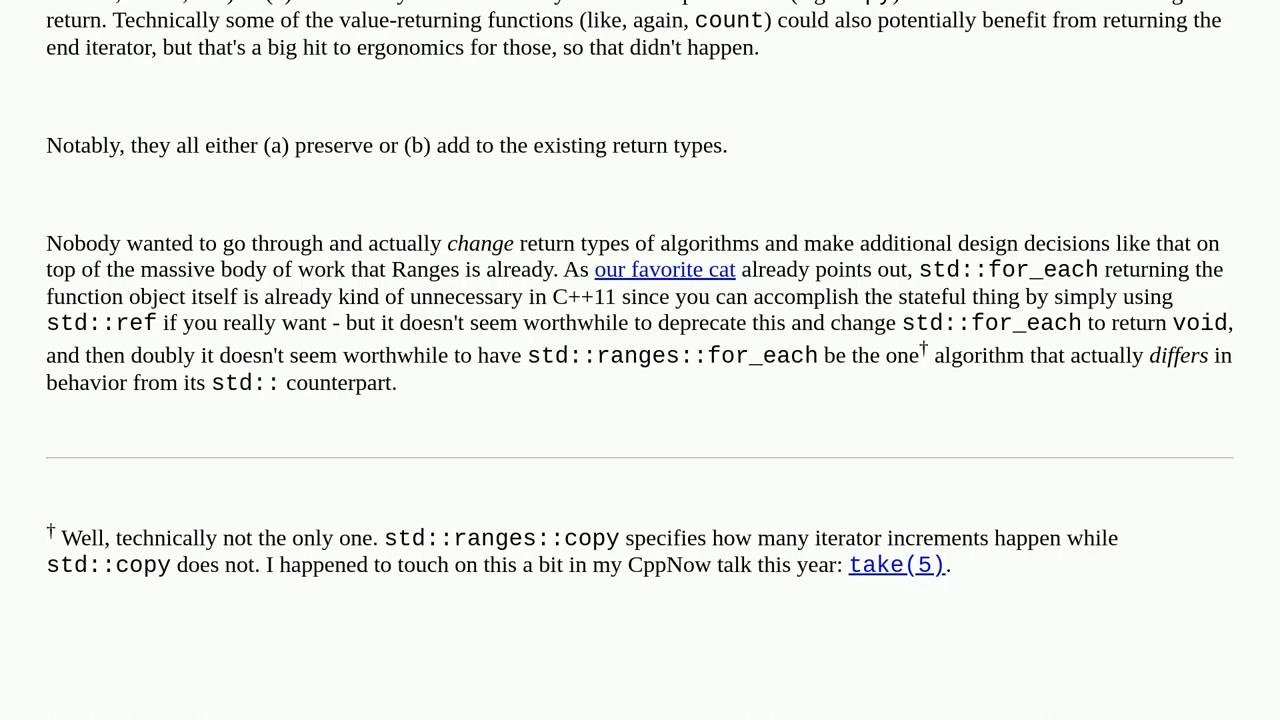 return. Technically some of the value-returning functions (like, again, count) could also potentially benefit from returning the
end iterator, but that's a big hit to ergonomics for those, so that didn't happen.
Notably, they all either (a) preserve or (b) add to the existing return types.
Nobody wanted to go through and actually change return types of algorithms and make additional design decisions like that on
top of the massive body of work that Ranges is already. As our favorite cat already points out, std::for_each returning the
function object itself is already kind of unnecessary in C++11 since you can accomplish the stateful thing by simply using
std::ref if you really want - but it doesn't seem worthwhile to deprecate this and change std::for_each to return void,
and then doubly it doesn't seem worthwhile to have std::ranges::for_each be the one† algorithm that actually differs in
behavior from its std:: counterpart.
† Well, technically not the only one. std::ranges::copy specifies how many iterator increments happen while
std::copy does not. I happened to touch on this a bit in my CppNow talk this year: take(5).